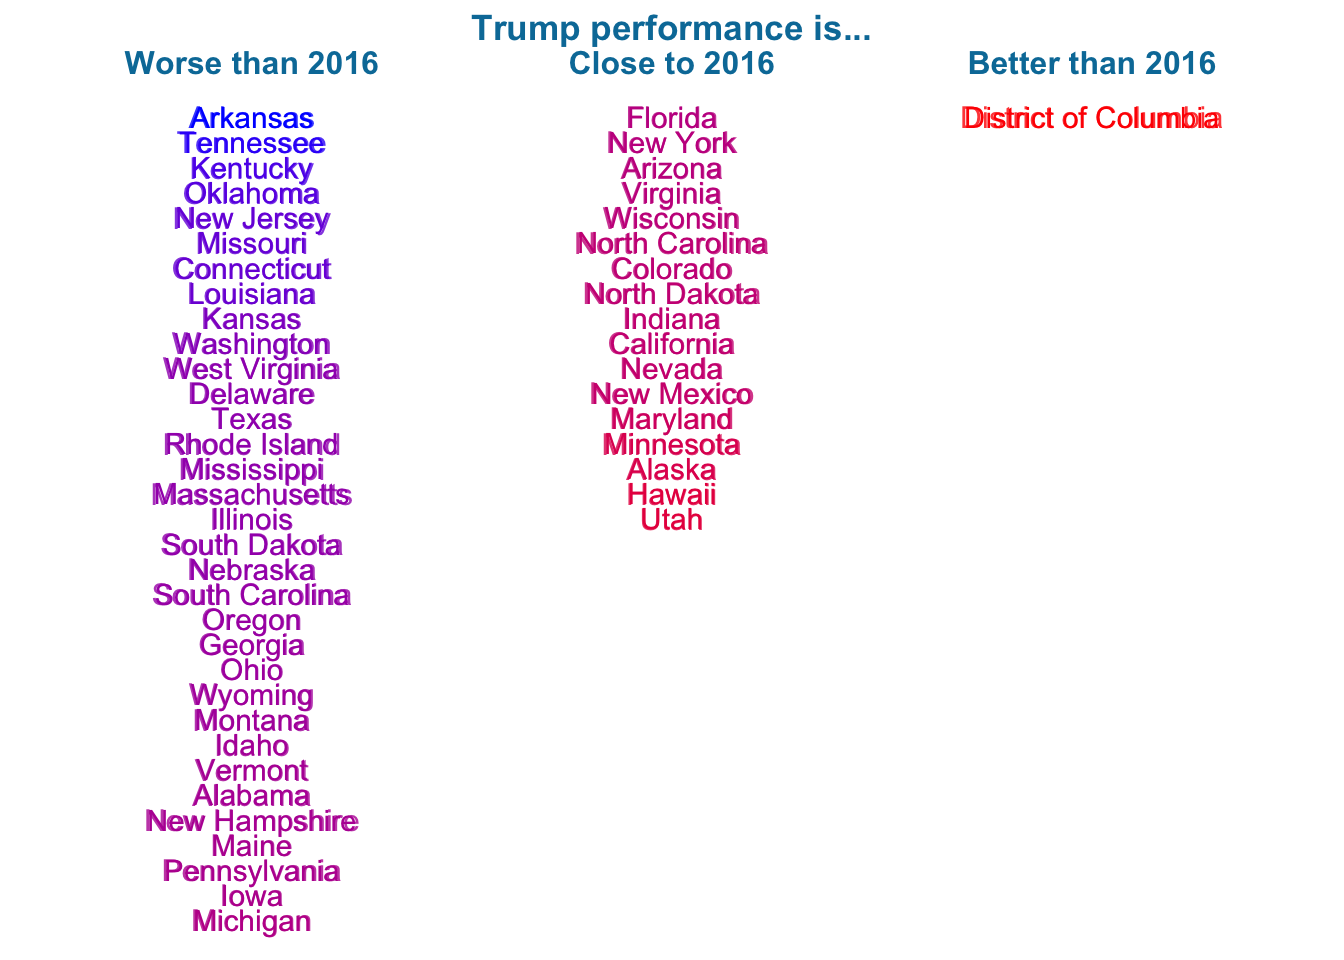 Trump performance is...
Worse than 2016 Close to 2016 Better than 2016
Arkansas Florida District of Columbia
Tennessee New York
Kentucky Arizona
Oklahoma Virginia
New Jersey Wisconsin
Missouri North Carolina
Connecticut Colorado
Louisiana North Dakota
Kansas Indiana
Washington California
West Virginia Nevada
Delaware New Mexico
Texas Maryland
Rhode Island Minnesota
Mississippi Alaska
Massachusetts Hawaii
Illinois Utah
South Dakota
Nebraska
South Carolina
Oregon
Georgia
Ohio
Wyoming
Montana
Idaho
Vermont
Alabama
New Hampshire
Maine
Pennsylvania
Iowa
Michigan